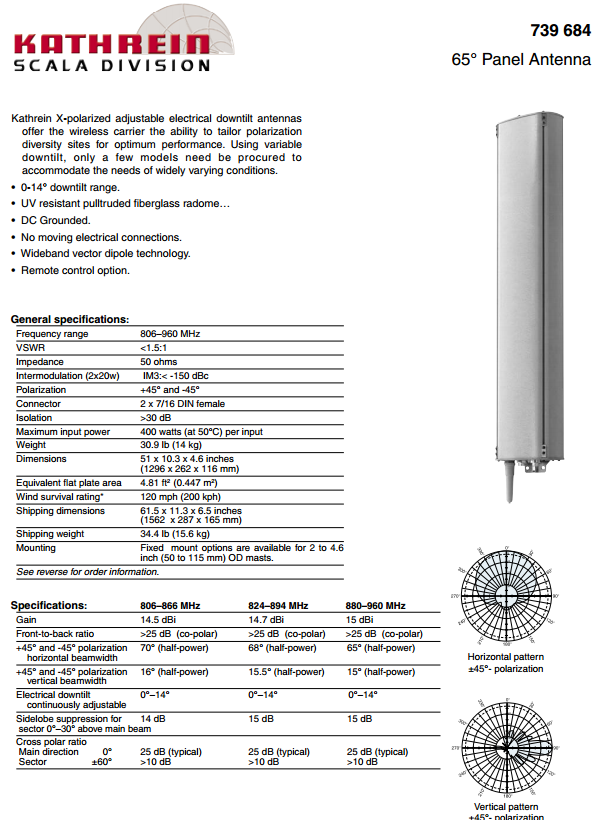 KATHREIN
SCALA DIVISION
739 684
65° Panel Antenna
Kathrein X-polarized adjustable electrical downtilt antennas
offer the wireless carrier the ability to tailor polarization
diversity sites for optimum performance. Using variable
downtilt, only a few models need be procured to
accommodate the needs of widely varying conditions.
• 0-14° downtilt range.
• UV resistant pulltruded fiberglass radome…
• DC Grounded.
• No moving electrical connections.
• Wideband vector dipole technology.
• Remote control option.
General specifications:
Frequency range 806–960 MHz
VSWR <1.5:1
Impedance 50 ohms
Intermodulation (2x20w) IM3:< -150 dBc
Polarization +45° and -45°
Connector 2 x 7/16 DIN female
Isolation >30 dB
Maximum input power 400 watts (at 50°C) per input
Weight 30.9 lb (14 kg)
Dimensions 51 x 10.3 x 4.6 inches
(1296 x 262 x 116 mm)
Equivalent flat plate area 4.81 ft² (0.447 m²)
Wind survival rating* 120 mph (200 kph)
Shipping dimensions 61.5 x 11.3 x 6.5 inches
(1562 x 287 x 165 mm)
Shipping weight 34.4 lb (15.6 kg)
Mounting Fixed mount options are available for 2 to 4.6
inch (50 to 115 mm) OD masts.
See reverse for order information.
Specifications: 806–866 MHz 824–894 MHz 880–960 MHz
Gain 14.5 dBi 14.7 dBi 15 dBi
Front-to-back ratio >25 dB (co-polar) >25 dB (co-polar) >25 dB (co-polar)
+45° and -45° polarization 70° (half-power) 68° (half-power) 65° (half-power)
horizontal beamwidth
+45° and -45° polarization 16° (half-power) 15.5° (half-power) 15° (half-power)
vertical beamwidth
Electrical downtilt 0°–14° 0°–14° 0°–14°
continuously adjustable
Sidelobe suppression for 14 dB 15 dB 15 dB
sector 0°–30° above main beam
Cross polar ratio
Main direction 0° 25 dB (typical) 25 dB (typical) 25 dB (typical)
Sector ±60° >10 dB >10 dB >10 dB
Horizontal pattern
±45°- polarization
Vertical pattern
±45°- polarization